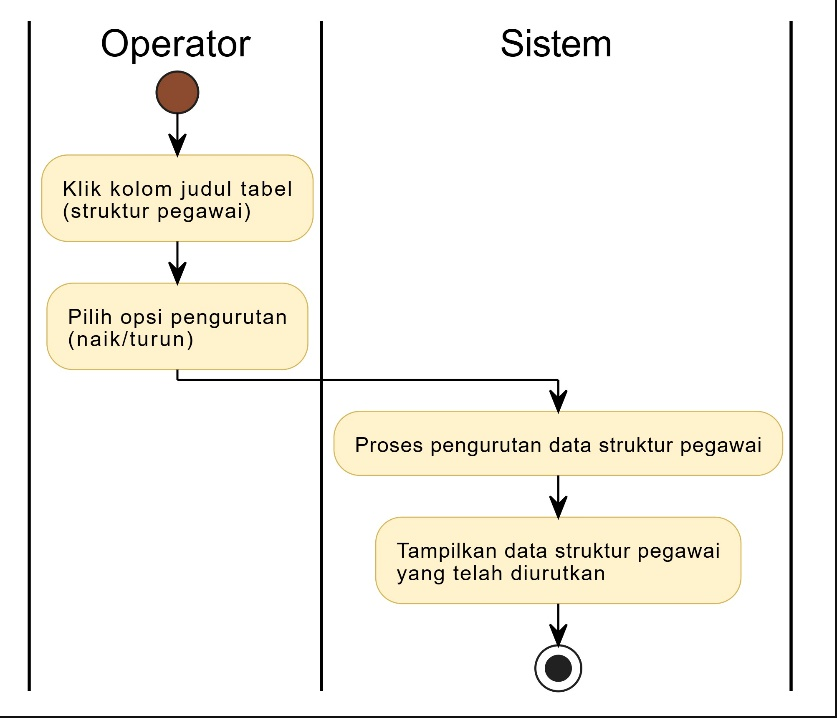 Operator
Sistem
Klik kolom judul tabel
(struktur pegawai)
Pilih opsi pengurutan
(naik/turun)
Proses pengurutan data struktur pegawai
Tampilkan data struktur pegawai
yang telah diurutkan